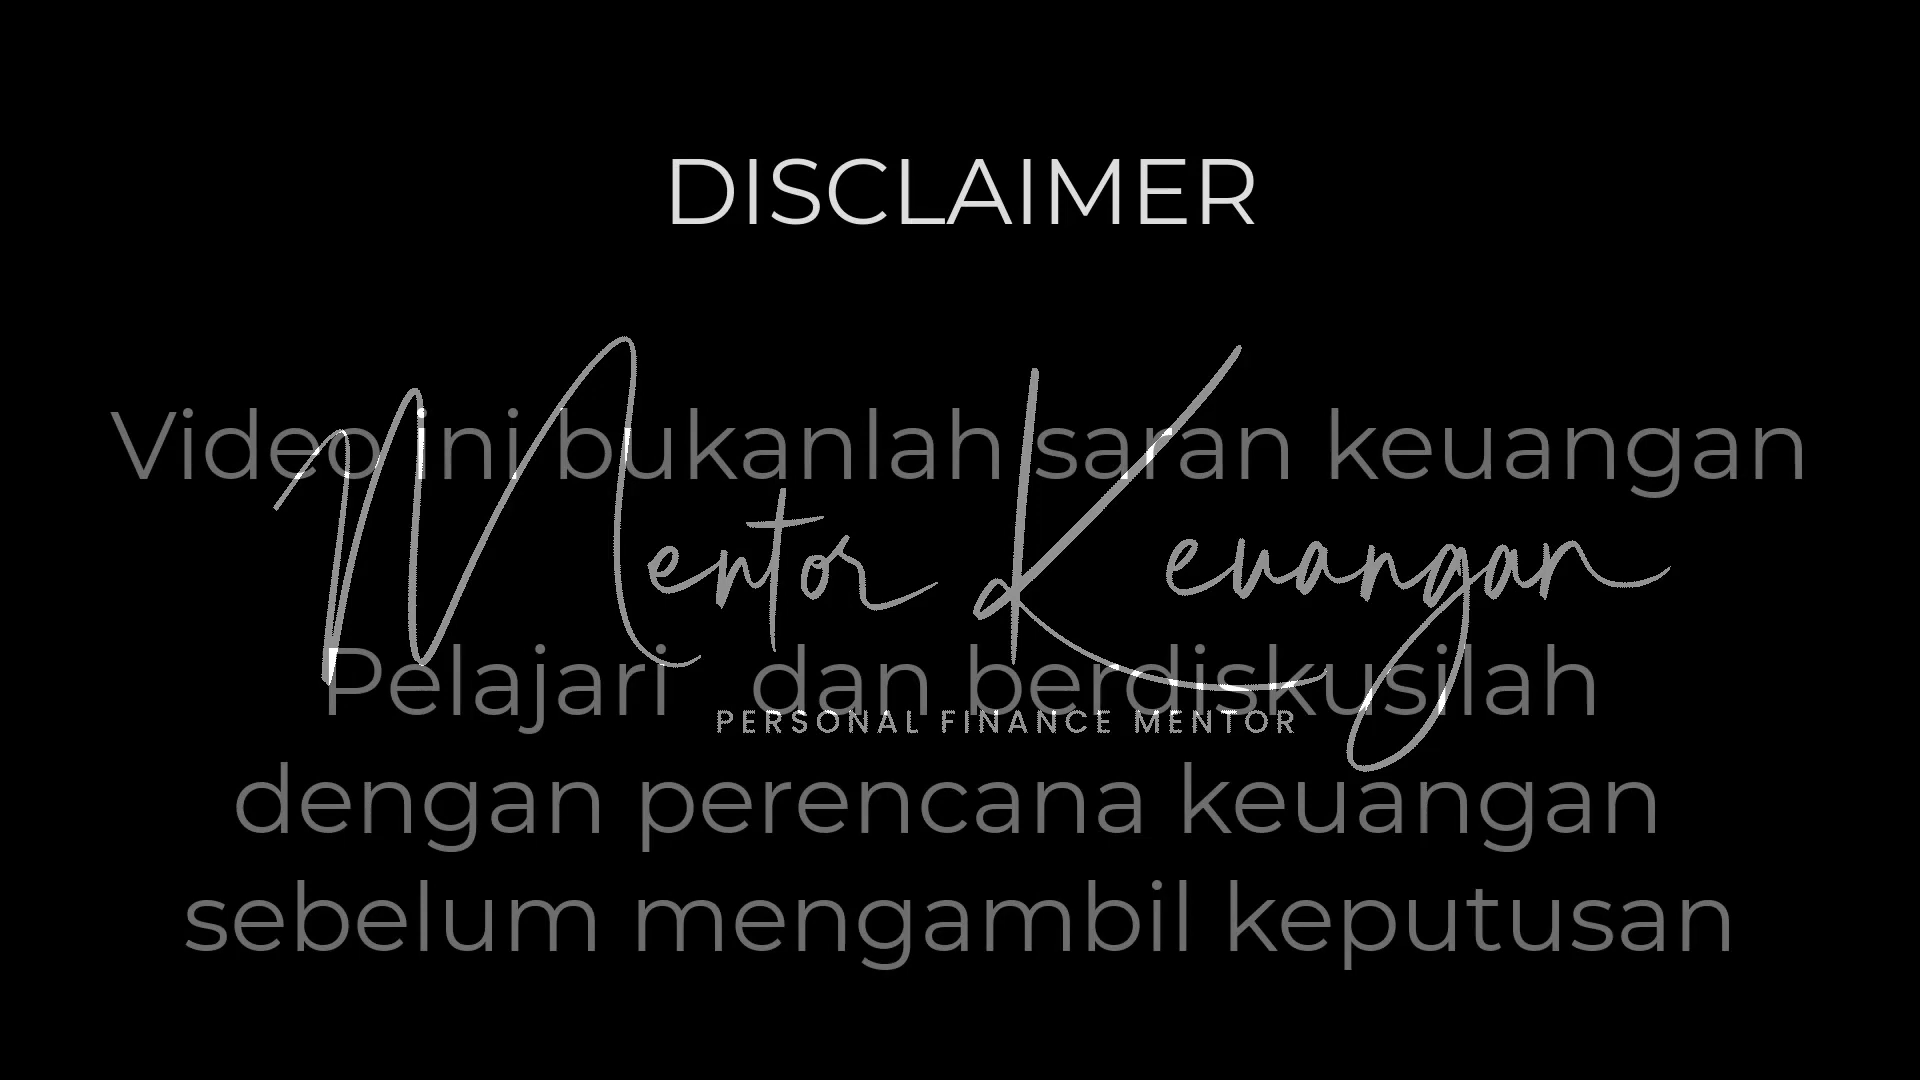 DISCLAIMER
Video ini bukanlah saran keuangan
Mentor Keuangan
Pelajari dan berdiskusilah
PERSONAL FINANCE MENTOR
dengan perencana keuangan
sebelum mengambil keputusan